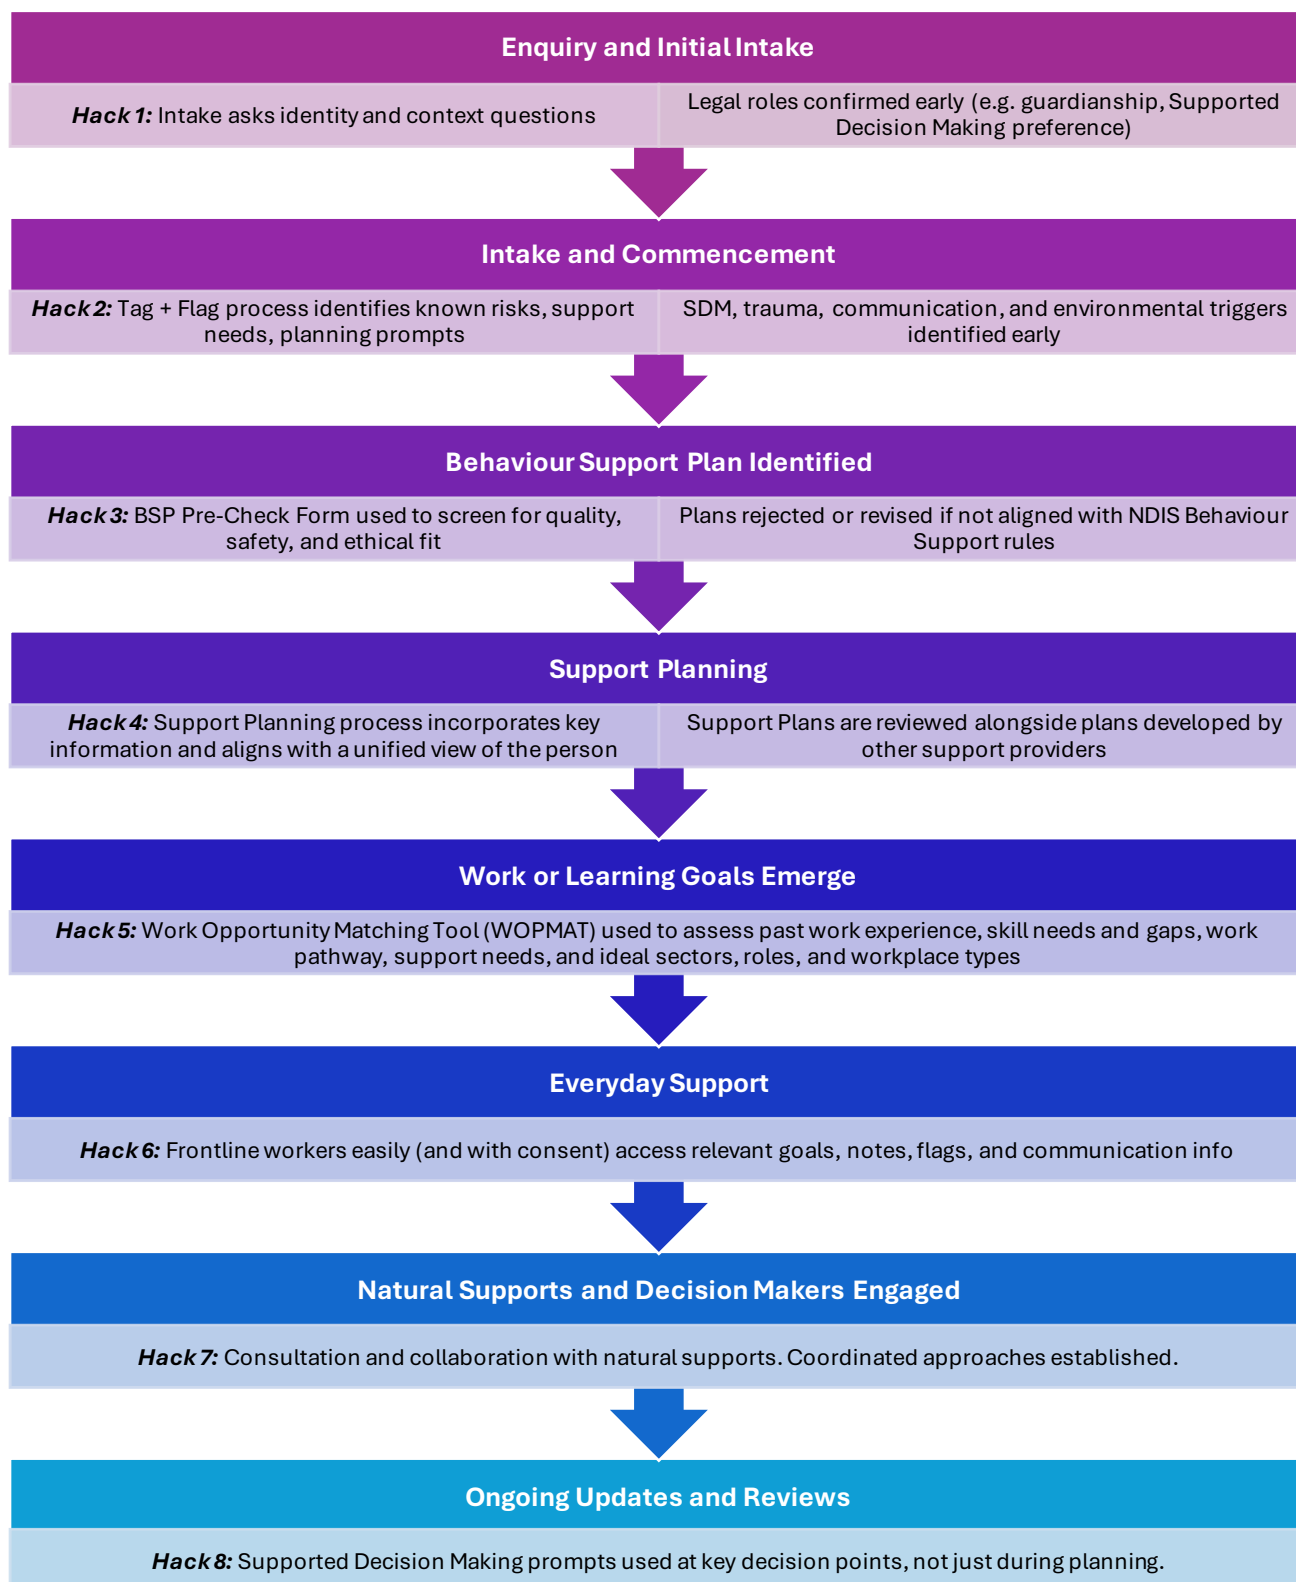 Enquiry and Initial Intake
Hack 1: Intake asks identity and context questions
Legal roles confirmed early (e.g. guardianship, Supported
Decision Making preference)
Intake and Commencement
Hack 2: Tag + Flag process identifies known risks, support
needs, planning prompts
SDM, trauma, communication, and environmental triggers
identified early
Behaviour Support Plan Identified
Hack 3: BSP Pre-Check Form used to screen for quality,
safety, and ethical fit
Plans rejected or revised if not aligned with NDIS Behaviour
Support rules
Support Planning
Hack 4: Support Planning process incorporates key
information and aligns with a unified view of the person
Support Plans are reviewed alongside plans developed by
other support providers
Work or Learning Goals Emerge
Hack 5: Work Opportunity Matching Tool (WOPMAT) used to assess past work experience, skill needs and gaps, work
pathway, support needs, and ideal sectors, roles, and workplace types
Everyday Support
Hack 6: Frontline workers easily (and with consent) access relevant goals, notes, flags, and communication info
Natural Supports and Decision Makers Engaged
Hack 7: Consultation and collaboration with natural supports. Coordinated approaches established.
Ongoing Updates and Reviews
Hack 8: Supported Decision Making prompts used at key decision points, not just during planning.